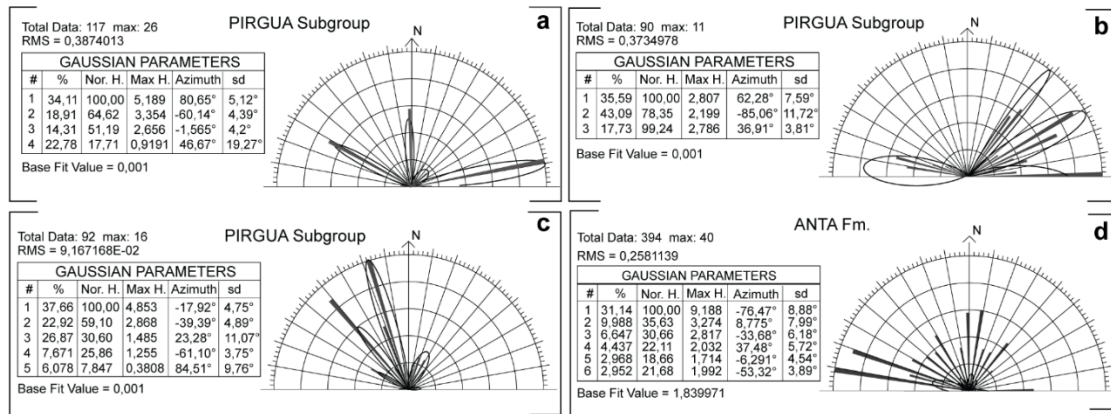 PIRGUA Subgroup
a
Total Data: 117 max: 26
RMS = 0,3874013
N
GAUSSIAN PARAMETERS
# % Nor. H. Max H. Azimuth sd
1 34,11 100,00 5,189 80,65° 5,12°
2 18,91 64,62 3,354 -60,14° 4,39°
3 14,31 51,19 2,656 -1,565° 4,2°
4 22,78 17,71 0,9191 46,67° 19,27°
Base Fit Value = 0,001
PIRGUA Subgroup
b
Total Data: 90 max: 11
RMS = 0,3734978
N
GAUSSIAN PARAMETERS
# % Nor. H. Max H. Azimuth sd
1 35,59 100,00 2,807 62,28° 7,59°
2 43,09 78,35 2,199 -85,06° 11,72°
3 17,73 99,24 2,786 36,91° 3,81°
Base Fit Value = 0,001
PIRGUA Subgroup
c
Total Data: 92 max: 16
RMS = 9,167168E-02
N
GAUSSIAN PARAMETERS
# % Nor. H. Max H. Azimuth sd
1 37,66 100,00 4,853 -17,92° 4,75°
2 22,92 59,10 2,868 -39,39° 4,89°
3 26,87 30,60 1,485 23,28° 11,07°
4 7,671 25,86 1,255 -61,10° 3,75°
5 6,078 7,847 0,3808 84,51° 9,76°
Base Fit Value = 0,001
ANTA Fm.
d
Total Data: 394 max: 40
RMS = 0,2581139
N
GAUSSIAN PARAMETERS
# % Nor. H. Max H. Azimuth sd
1 31,14 100,00 9,188 -76,47° 8,88°
2 9,988 35,63 3,274 8,775° 7,99°
3 6,647 30,66 2,817 -33,68° 6,18°
4 4,437 22,11 2,032 37,48° 5,72°
5 2,968 18,66 1,714 -6,291° 4,54°
6 2,952 21,68 1,992 -53,32° 3,89°
Base Fit Value = 1,839971